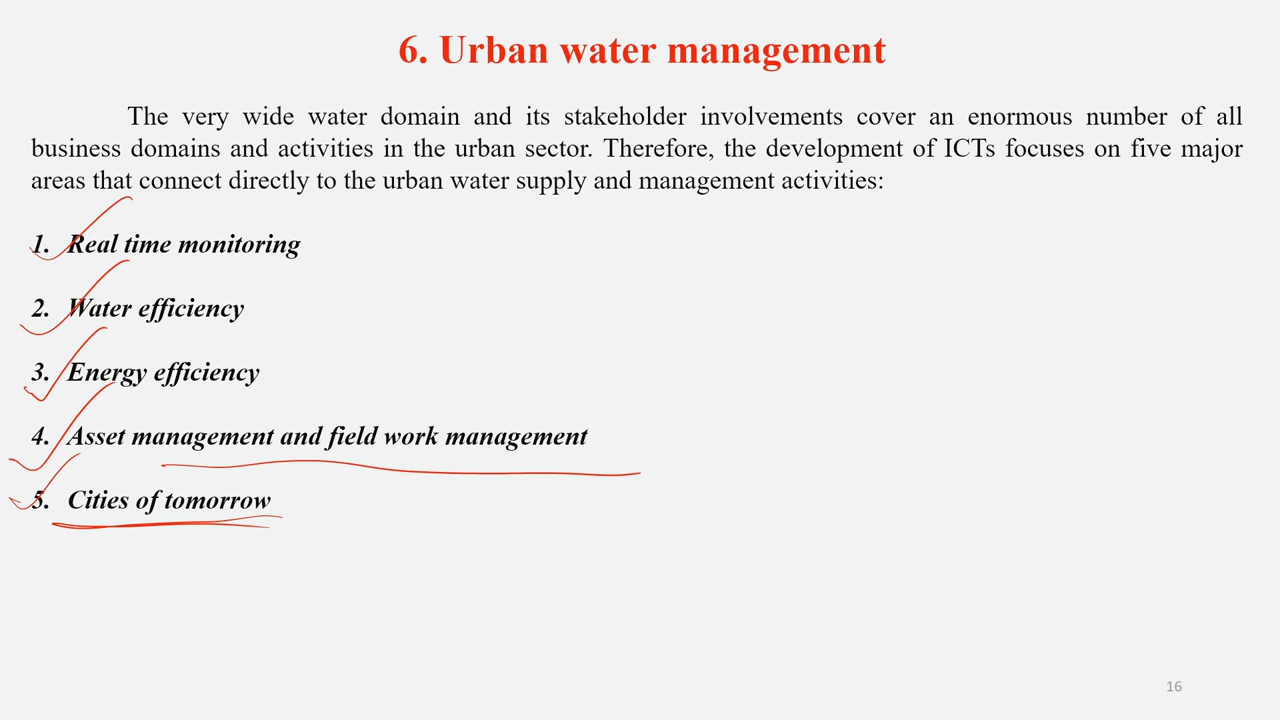 6. Urban water management
The very wide water domain and its stakeholder involvements cover an enormous number of all
business domains and activities in the urban sector. Therefore, the development of ICTs focuses on five major
areas that connect directly to the urban water supply and management activities:
1. Real time monitoring
2. Water efficiency
3. Energy efficiency
4. Asset management and field work management
5. Cities of tomorrow
16